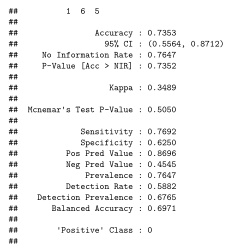 ##          1  6  5
##
##                Accuracy : 0.7353
##                  95% CI : (0.5564, 0.8712)
##     No Information Rate : 0.7647
##     P-Value [Acc > NIR] : 0.7352
##
##                   Kappa : 0.3489
##
##  Mcnemar's Test P-Value : 0.5050
##
##             Sensitivity : 0.7692
##             Specificity : 0.6250
##          Pos Pred Value : 0.8696
##          Neg Pred Value : 0.4545
##              Prevalence : 0.7647
##          Detection Rate : 0.5882
##    Detection Prevalence : 0.6765
##       Balanced Accuracy : 0.6971
##
##        'Positive' Class : 0
##